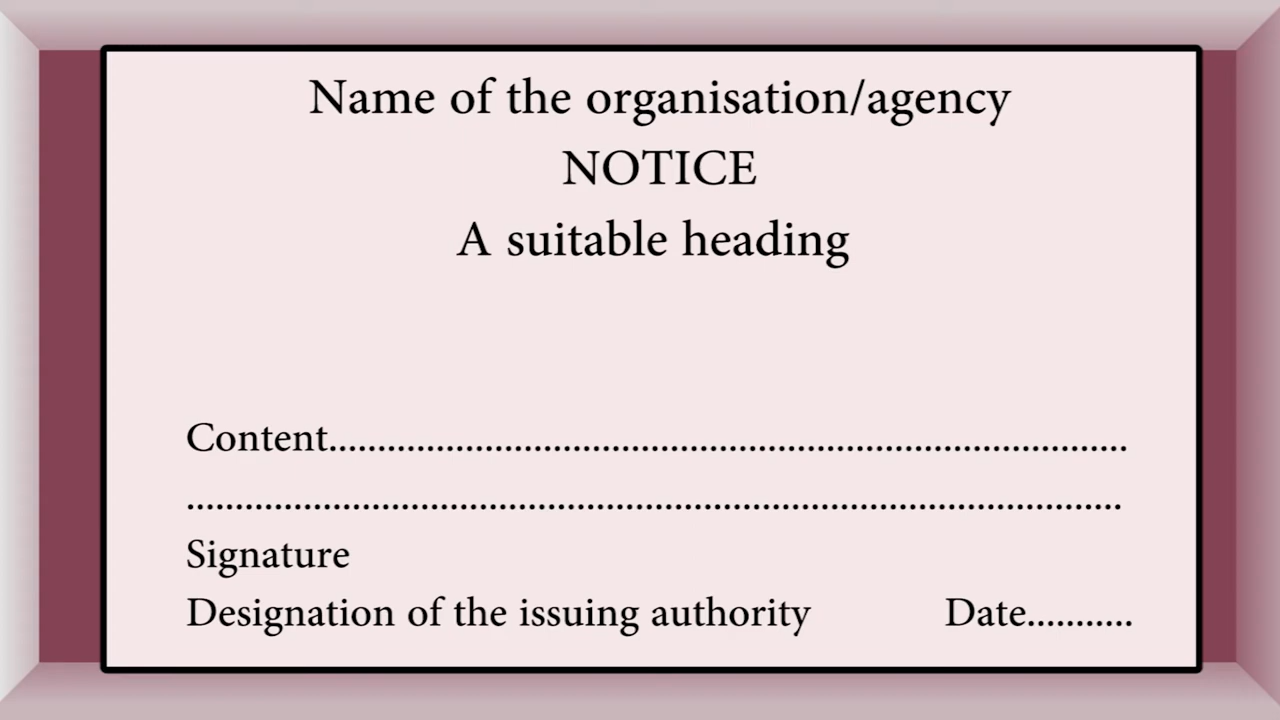 Name of the organisation/agency
NOTICE
A suitable heading
Content..................................................................................
................................................................................................
Signature
Designation of the issuing authority Date...........